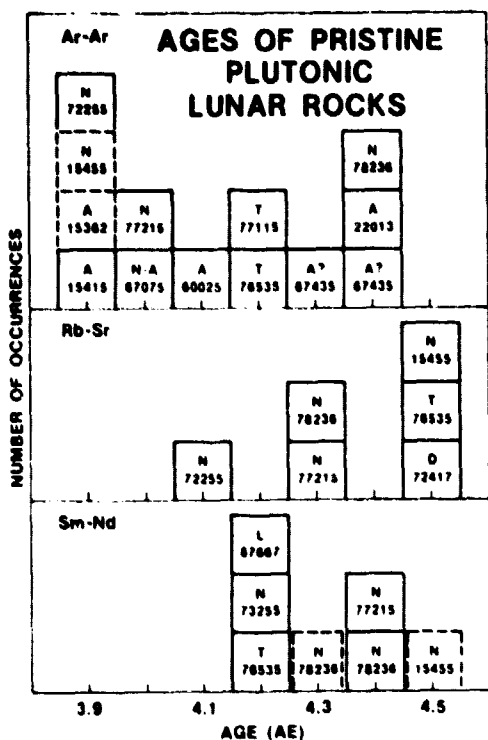 Ar-Ar
AGES OF PRISTINE
PLUTONIC
LUNAR ROCKS
NUMBER OF OCCURRENCES
N
72255
N
15455
N
78236
A
15362
N
77215
T
77115
A
22013
A
15415
N-A
67075
A
60025
T
76535
A?
67435
A?
67435
Rb-Sr
N
15455
N
78236
T
76535
N
72255
N
77215
D
72417
Sm-Nd
L
67667
N
73255
N
77215
T
76535
N
78236
N
78236
N
15455
3.9 4.1 4.3 4.5
AGE (AE)